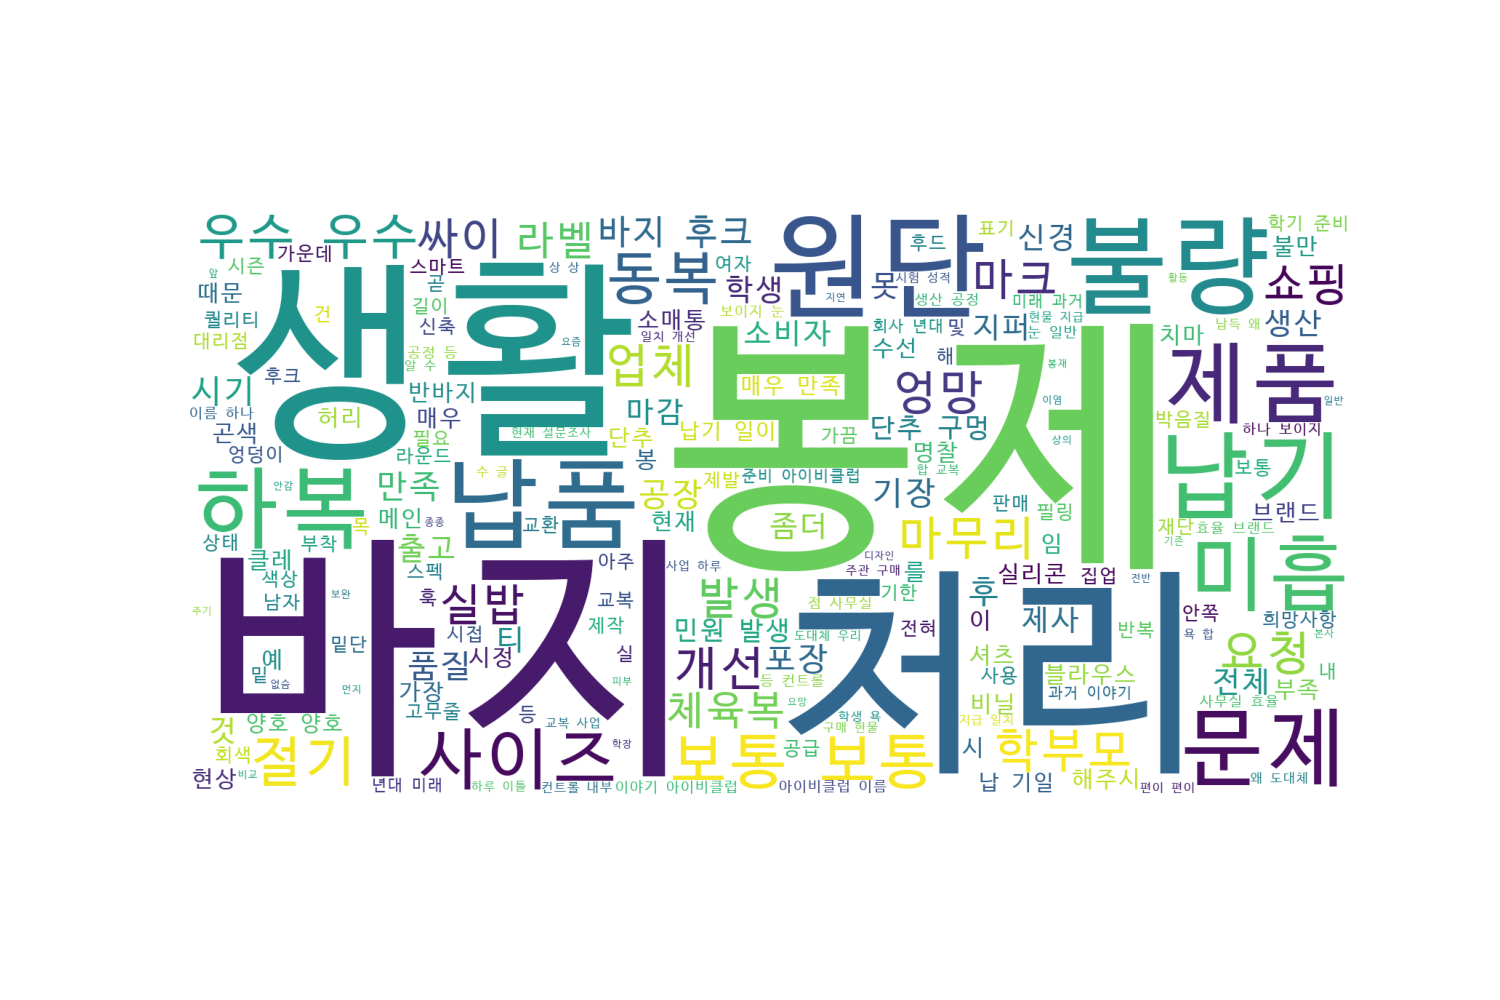 우수 우수
싸이
라벨
바지 후크
원단
표기
신경
불량
학기 준비
불만
가운데
시즌
앞
스마트
곧
상 상
동복
여자
학생
후드
마크
못
시험 성적
활동
쇼핑
때문
건
길이
생활
지연
생산 공정
미래 과거
퀄리티
신축
소매통
보이지 눈
회사 년대
및
지퍼
현물 지급
생산
납득 왜
대리점
일치 개선
소비자
눈 일반
치마
공정 등
요즘
업체
수선
해
알 수
봉제
봉재
제품
후크
시기
반바지
매우 만족
엉망
이염
일반
이름 하나
허리
매우
마감
박음질
곤색
필요
현재 설문조사
단추
납기 일이
가끔
단추 구멍
하나 보이지
엉덩이
라운드
봉
명찰
상의
납기
보통
하복
수 글
납품
제발
준비 아이비클럽
합 교복
안감
만족
공장
기장
판매
필링
브랜드
메인
종종
목
교환
현재
좀더
마무리
재단
효율 브랜드
상태
부착
출고
임
기존
미흡
클레
아주
디자인
스펙
사업 하루
주관 구매
를
실리콘
집업
전반
색상
바지
처리
보완
훅
실밥
교복
발생
기한
후
남자
점 사무실
안쪽
희망사항
주기
밑단
시접
티
제작
민원 발생
도대체 우리
전혀
이
제사
반복
욕 합
본사
예
밑
품질
시정
실
개선
포장
셔츠
요청
없음
먼지
가장
피부
등 컨트롤
사용
블라우스
전체
내
부족
고무줄
체육복
요망
비닐
과거 이야기
사무실 효율
것
양호 양호
등
교복 사업
학생 욕
구매 현물
지급 일치
회색
절기
사이즈
학장
보통 보통
공급
시
학부모
문제
현상
비교
년대 미래
하루 이틀
컨트롤 내부
이야기 아이비클럽
아이비클럽 이름
납 기일
해주시
편이 편이
왜 도대체